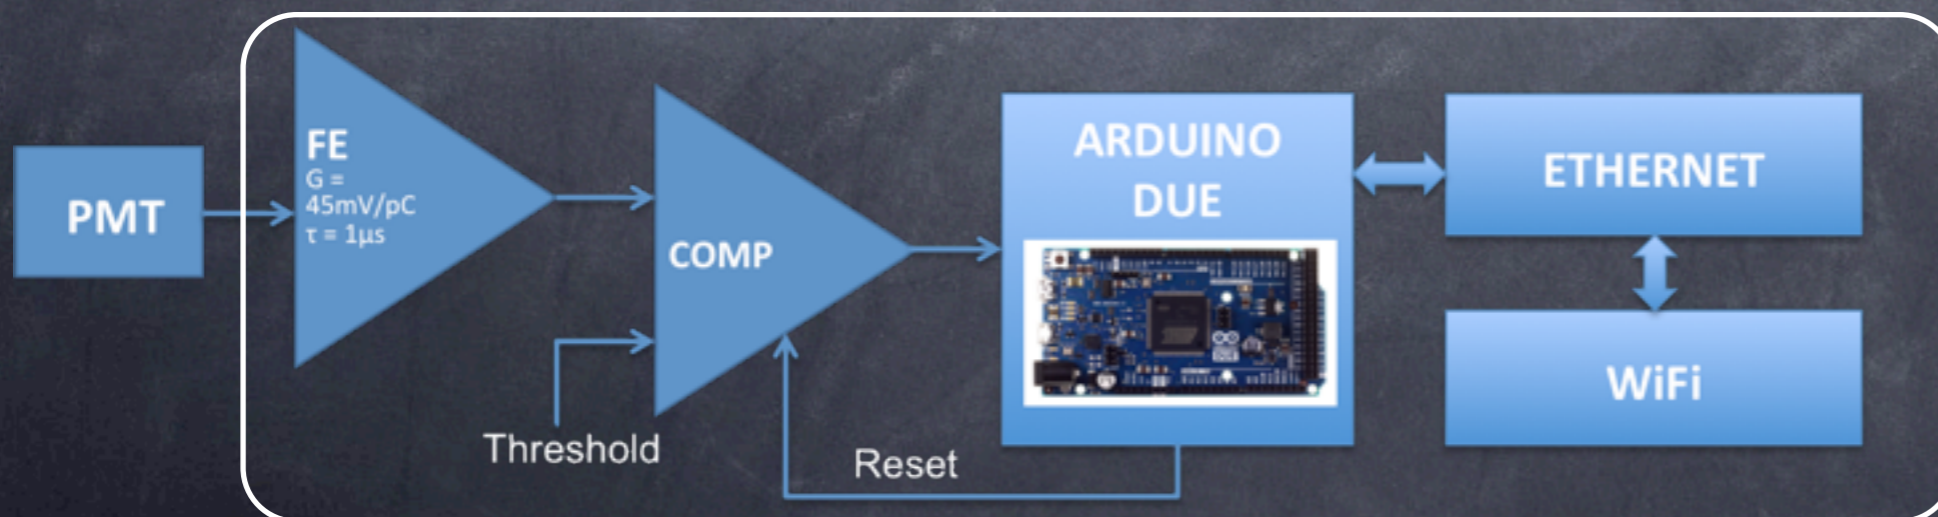 PMT
FE
G =
45mV/pC
τ = 1μs
COMP
Threshold
Reset
ARDUINO
DUE
ETHERNET
WiFi